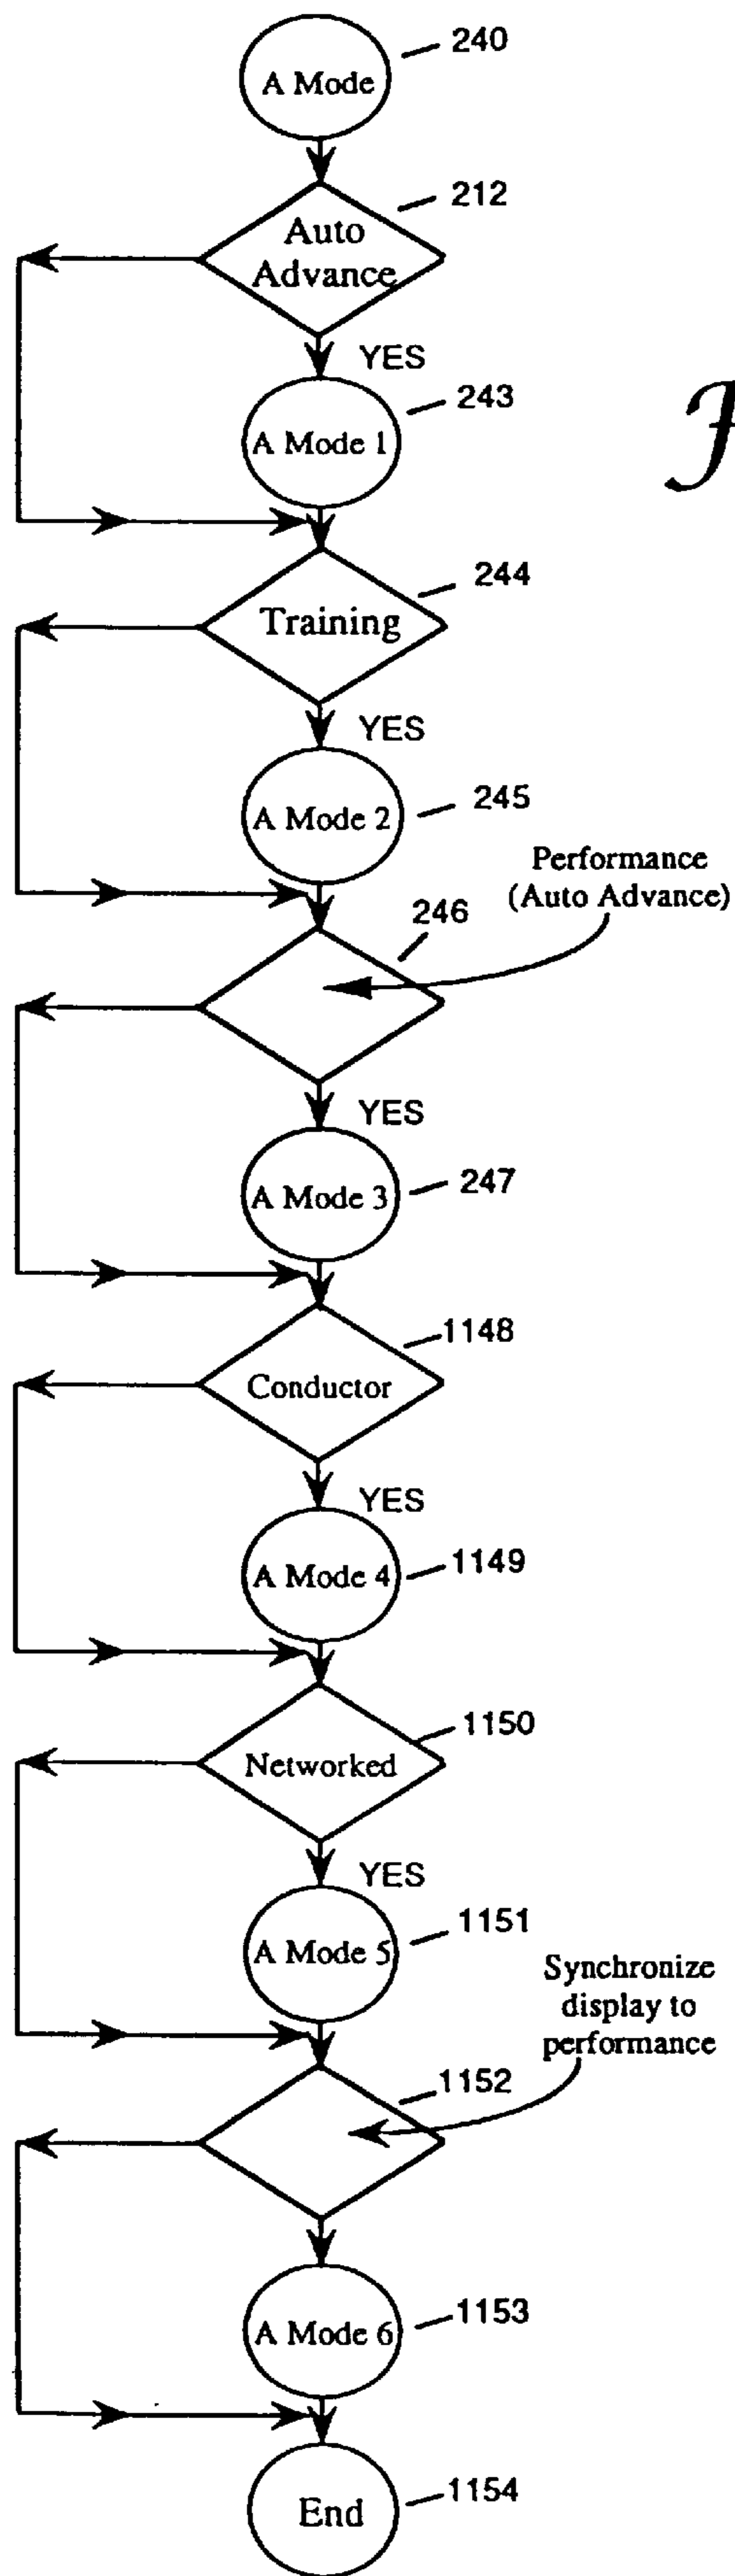 240
A Mode
212
Auto
Advance
YES
243
A Mode 1
244
Training
YES
245
A Mode 2
Performance
(Auto Advance)
246
YES
247
A Mode 3
1148
Conductor
YES
1149
A Mode 4
1150
Networked
YES
1151
A Mode 5
Synchronize
display to
performance
1152
1153
A Mode 6
1154
End